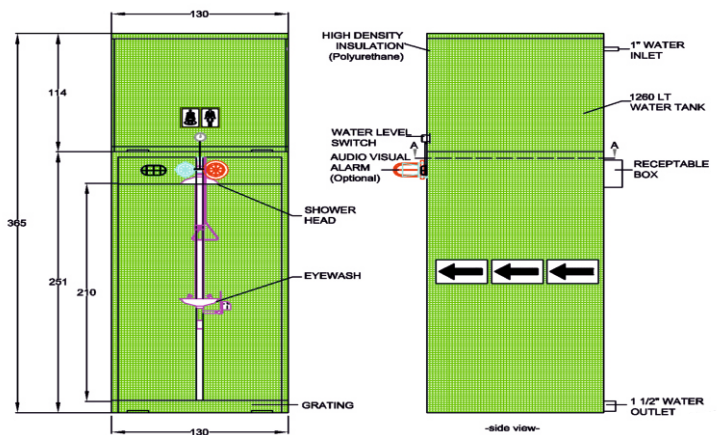 130
HIGH DENSITY
INSULATION
(Polyurethane)
1" WATER
INLET
114
1260 LT
WATER TANK
WATER LEVEL
SWITCH
A
A
AUDIO VISUAL
ALARM
(Optional)
RECEPTABLE
BOX
365
SHOWER
HEAD
251
210
EYEWASH
GRATING
1 1/2" WATER
OUTLET
130
-side view-